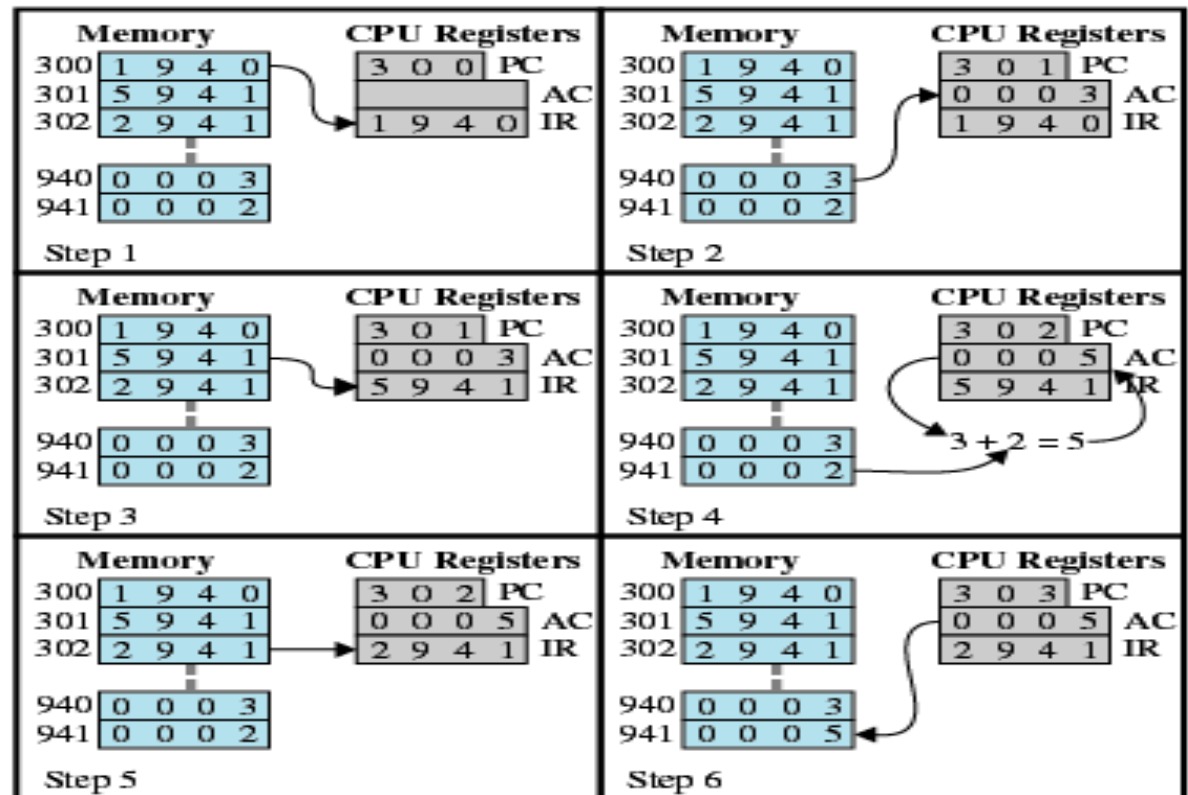 Memory CPU Registers
300 1 9 4 0 3 0 0 PC
301 5 9 4 1 AC
302 2 9 4 1 1 9 4 0 IR
940 0 0 0 3
941 0 0 0 2
Step 1
Memory CPU Registers
300 1 9 4 0 3 0 1 PC
301 5 9 4 1 0 0 0 3 AC
302 2 9 4 1 1 9 4 0 IR
940 0 0 0 3
941 0 0 0 2
Step 2
Memory CPU Registers
300 1 9 4 0 3 0 1 PC
301 5 9 4 1 0 0 0 3 AC
302 2 9 4 1 5 9 4 1 IR
940 0 0 0 3
941 0 0 0 2
Step 3
Memory CPU Registers
300 1 9 4 0 3 0 2 PC
301 5 9 4 1 0 0 0 5 AC
302 2 9 4 1 5 9 4 1 IR
940 0 0 0 3 3 + 2 = 5
941 0 0 0 2
Step 4
Memory CPU Registers
300 1 9 4 0 3 0 2 PC
301 5 9 4 1 0 0 0 5 AC
302 2 9 4 1 2 9 4 1 IR
940 0 0 0 3
941 0 0 0 2
Step 5
Memory CPU Registers
300 1 9 4 0 3 0 3 PC
301 5 9 4 1 0 0 0 5 AC
302 2 9 4 1 2 9 4 1 IR
940 0 0 0 3
941 0 0 0 5
Step 6